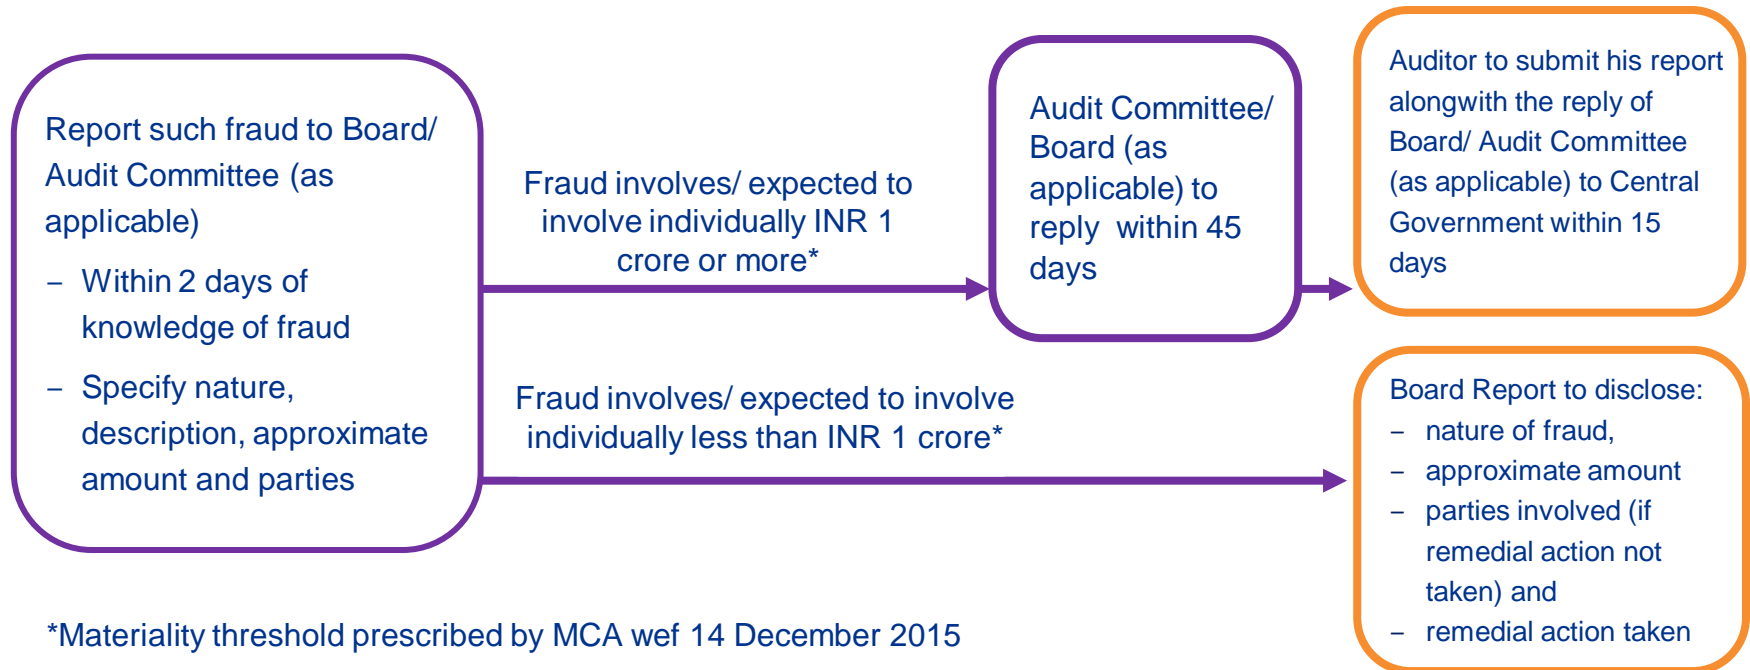 Report such fraud to Board/
Audit Committee (as
applicable)
− Within 2 days of
knowledge of fraud
− Specify nature,
description, approximate
amount and parties
Fraud involves/ expected to
involve individually INR 1
crore or more*
Audit Committee/
Board (as
applicable) to
reply within 45
days
Auditor to submit his report
alongwith the reply of
Board/ Audit Committee
(as applicable) to Central
Government within 15
days
Fraud involves/ expected to involve
individually less than INR 1 crore*
Board Report to disclose:
− nature of fraud,
− approximate amount
− parties involved (if
remedial action not
taken) and
− remedial action taken
*Materiality threshold prescribed by MCA wef 14 December 2015